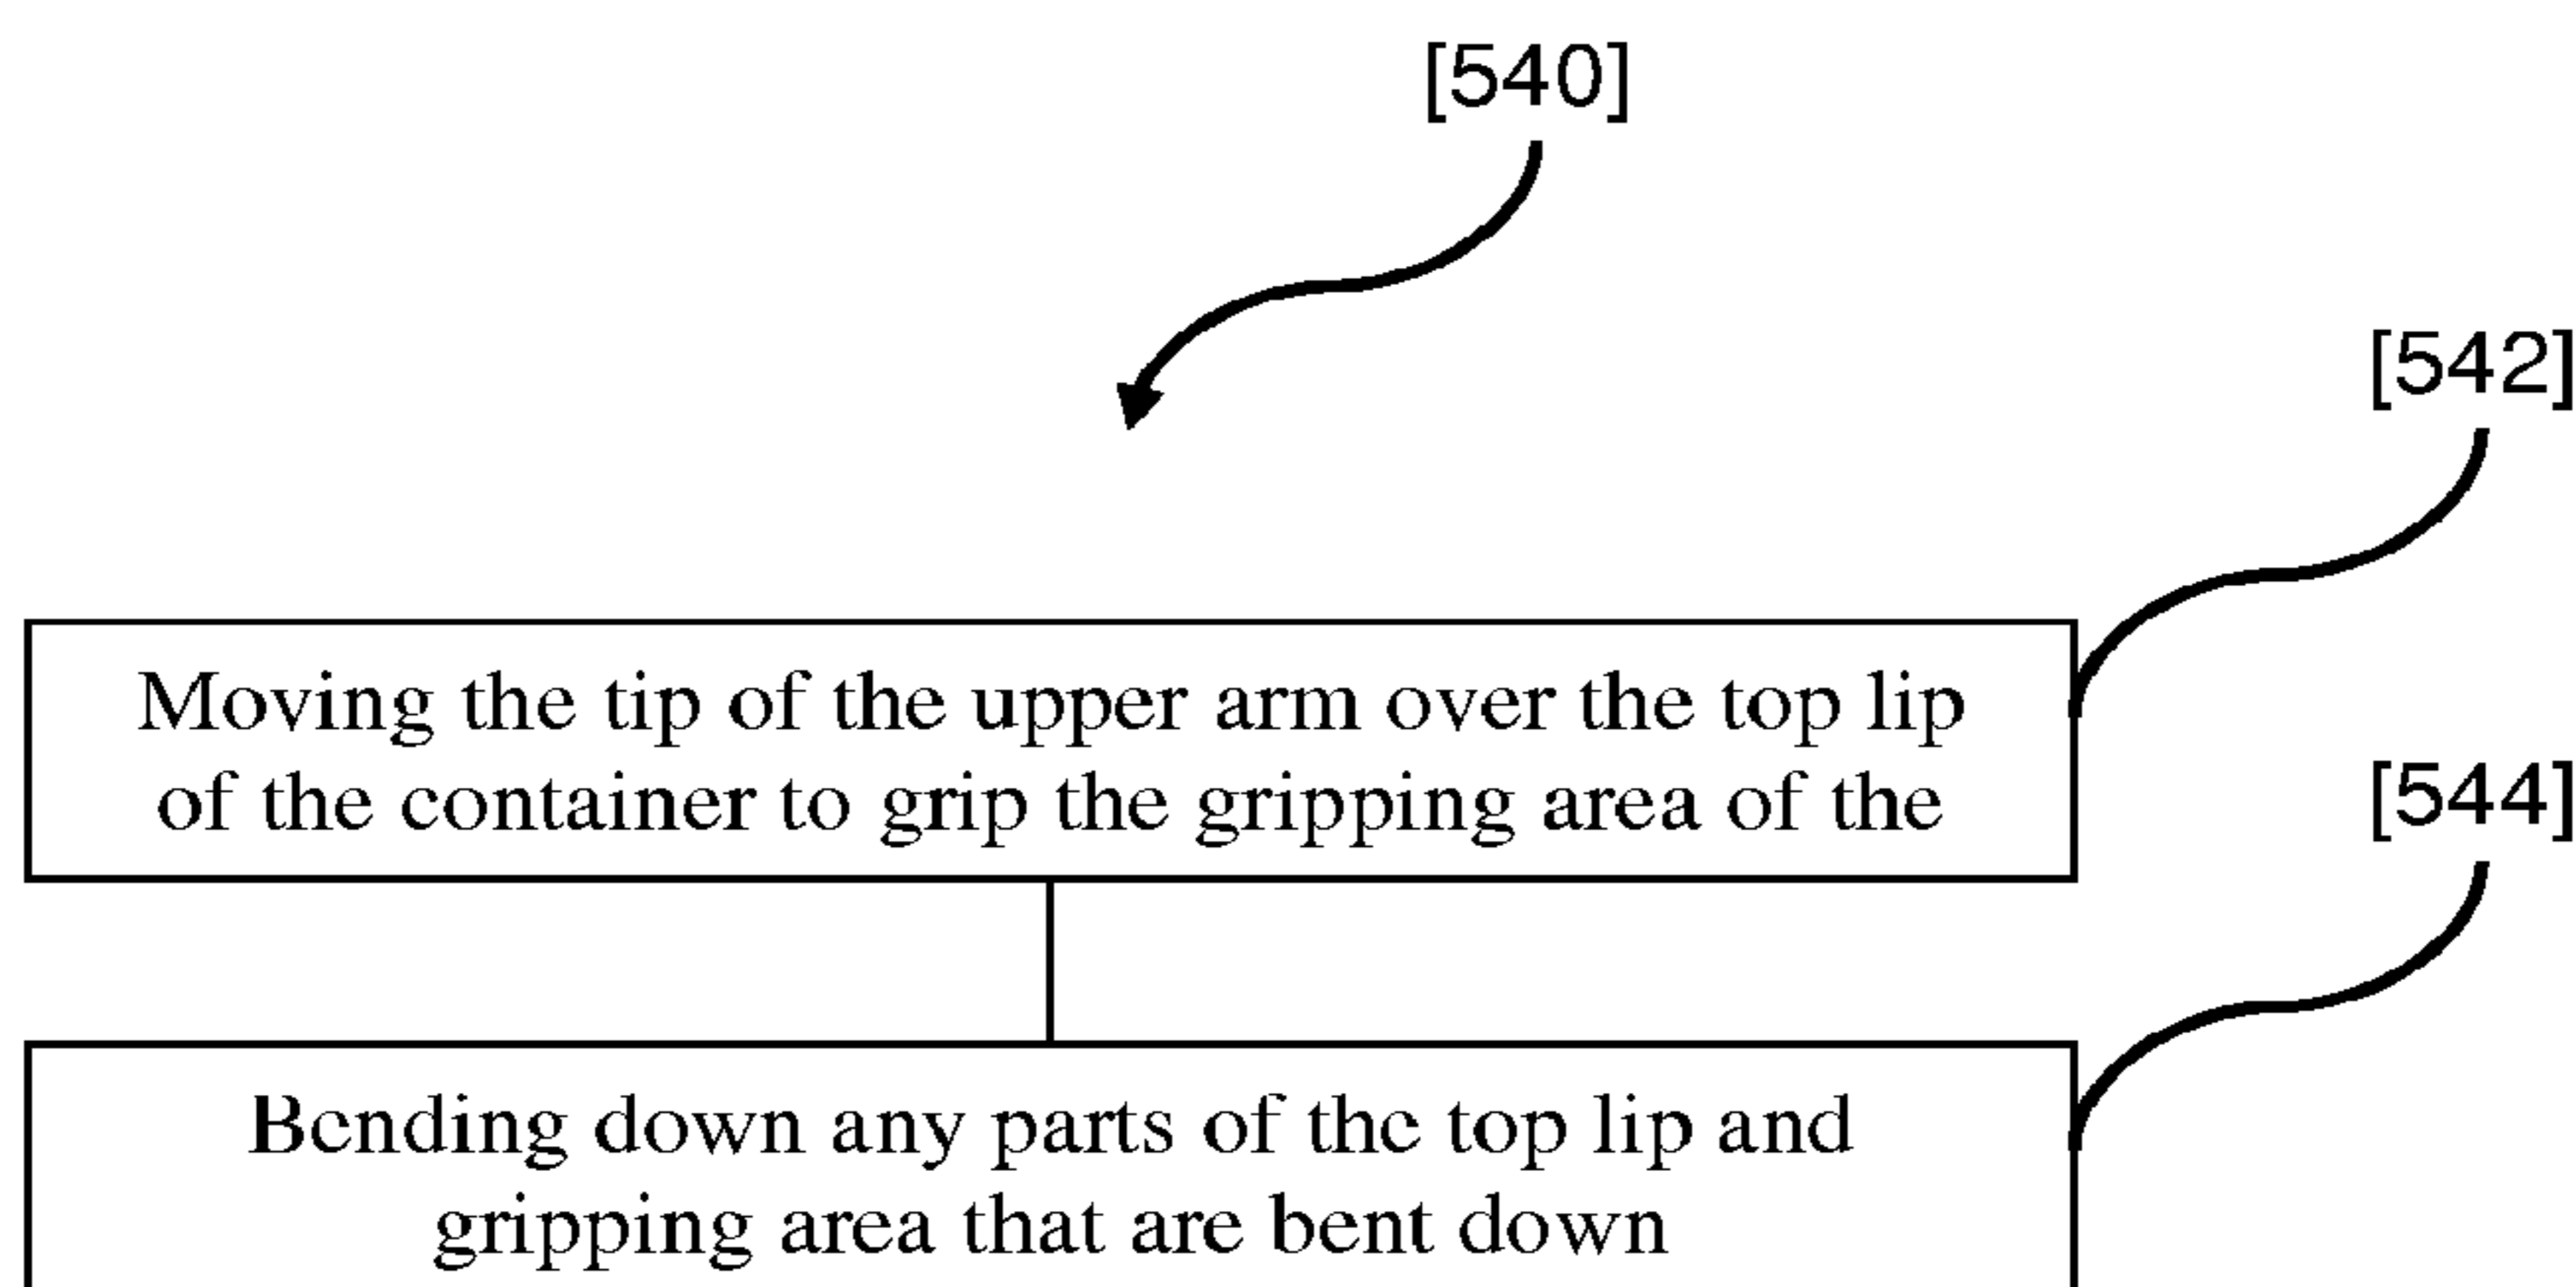 [540]
[542]
Moving the tip of the upper arm over the top lip
of the container to grip the gripping area of the
[544]
Bending down any parts of the top lip and
gripping area that are bent down